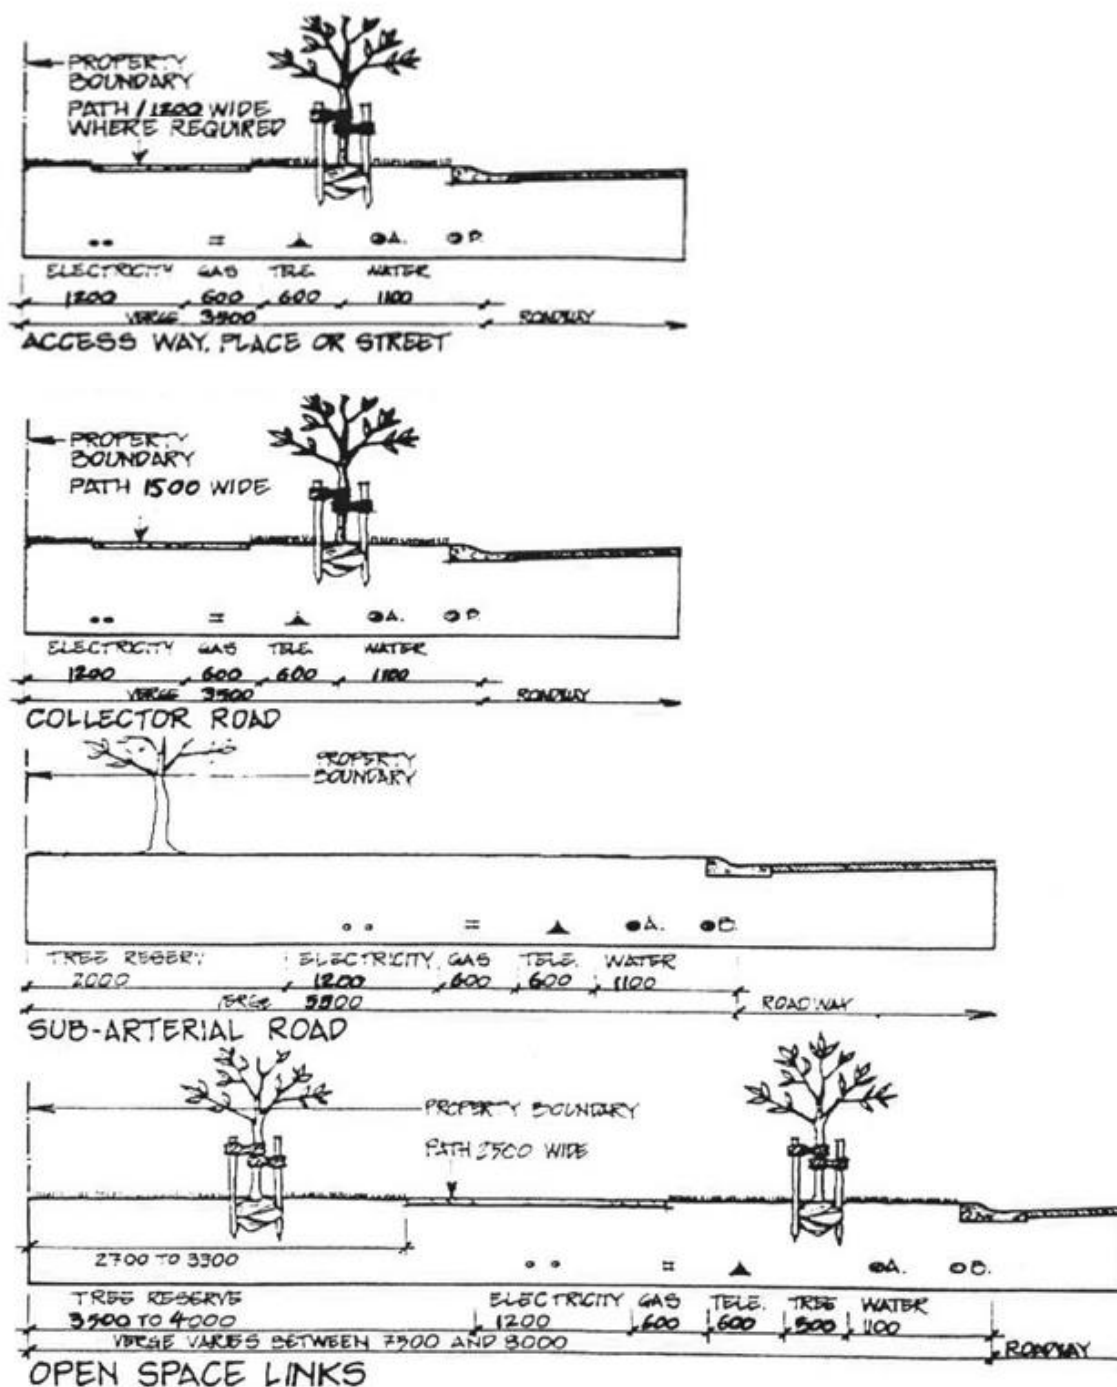 PROPERTY
BOUNDARY
PATH /1200 WIDE
WHERE REQUIRED
A. P.
ELECTRICITY GAS TELE. WATER
1200 600 600 1100
VERGE 3500 ROADWAY
ACCESS WAY, PLACE OR STREET
PROPERTY
BOUNDARY
PATH 1500 WIDE
A. P.
ELECTRICITY GAS TELE. WATER
1200 600 600 1100
VERGE 3500 ROADWAY
COLLECTOR ROAD
PROPERTY
BOUNDARY
A. B.
TREE RESERV ELECTRICITY GAS TELE. WATER
2000 1200 600 600 1100
VERGE 5500 ROADWAY
SUB-ARTERIAL ROAD
PROPERTY BOUNDARY
PATH 2500 WIDE
2700 TO 3300
A. B.
TREE RESERVE ELECTRICITY GAS TELE. TREE WATER
3500 TO 4000 1200 600 600 500 1100
VERGE VARIES BETWEEN 7500 AND 8000 ROADWAY
OPEN SPACE LINKS